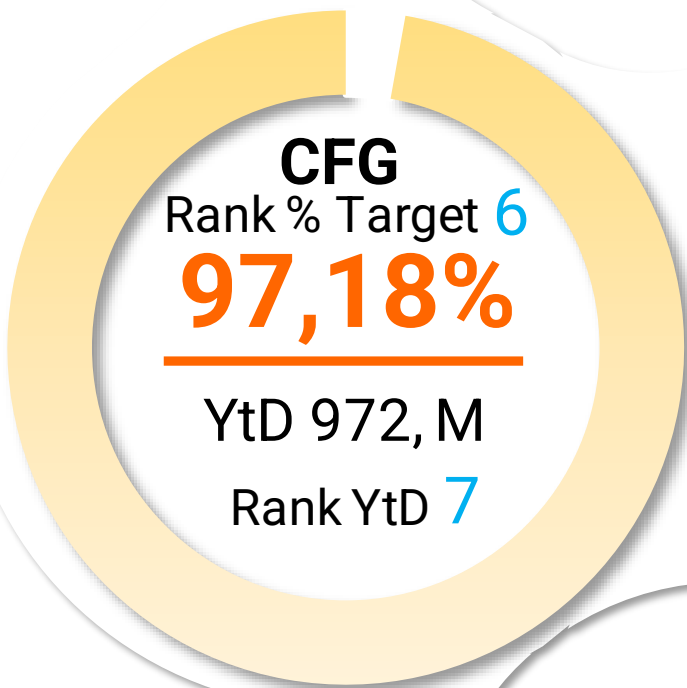 CFG
Rank % Target 6
97,18%
YtD 972, M
Rank YtD 7